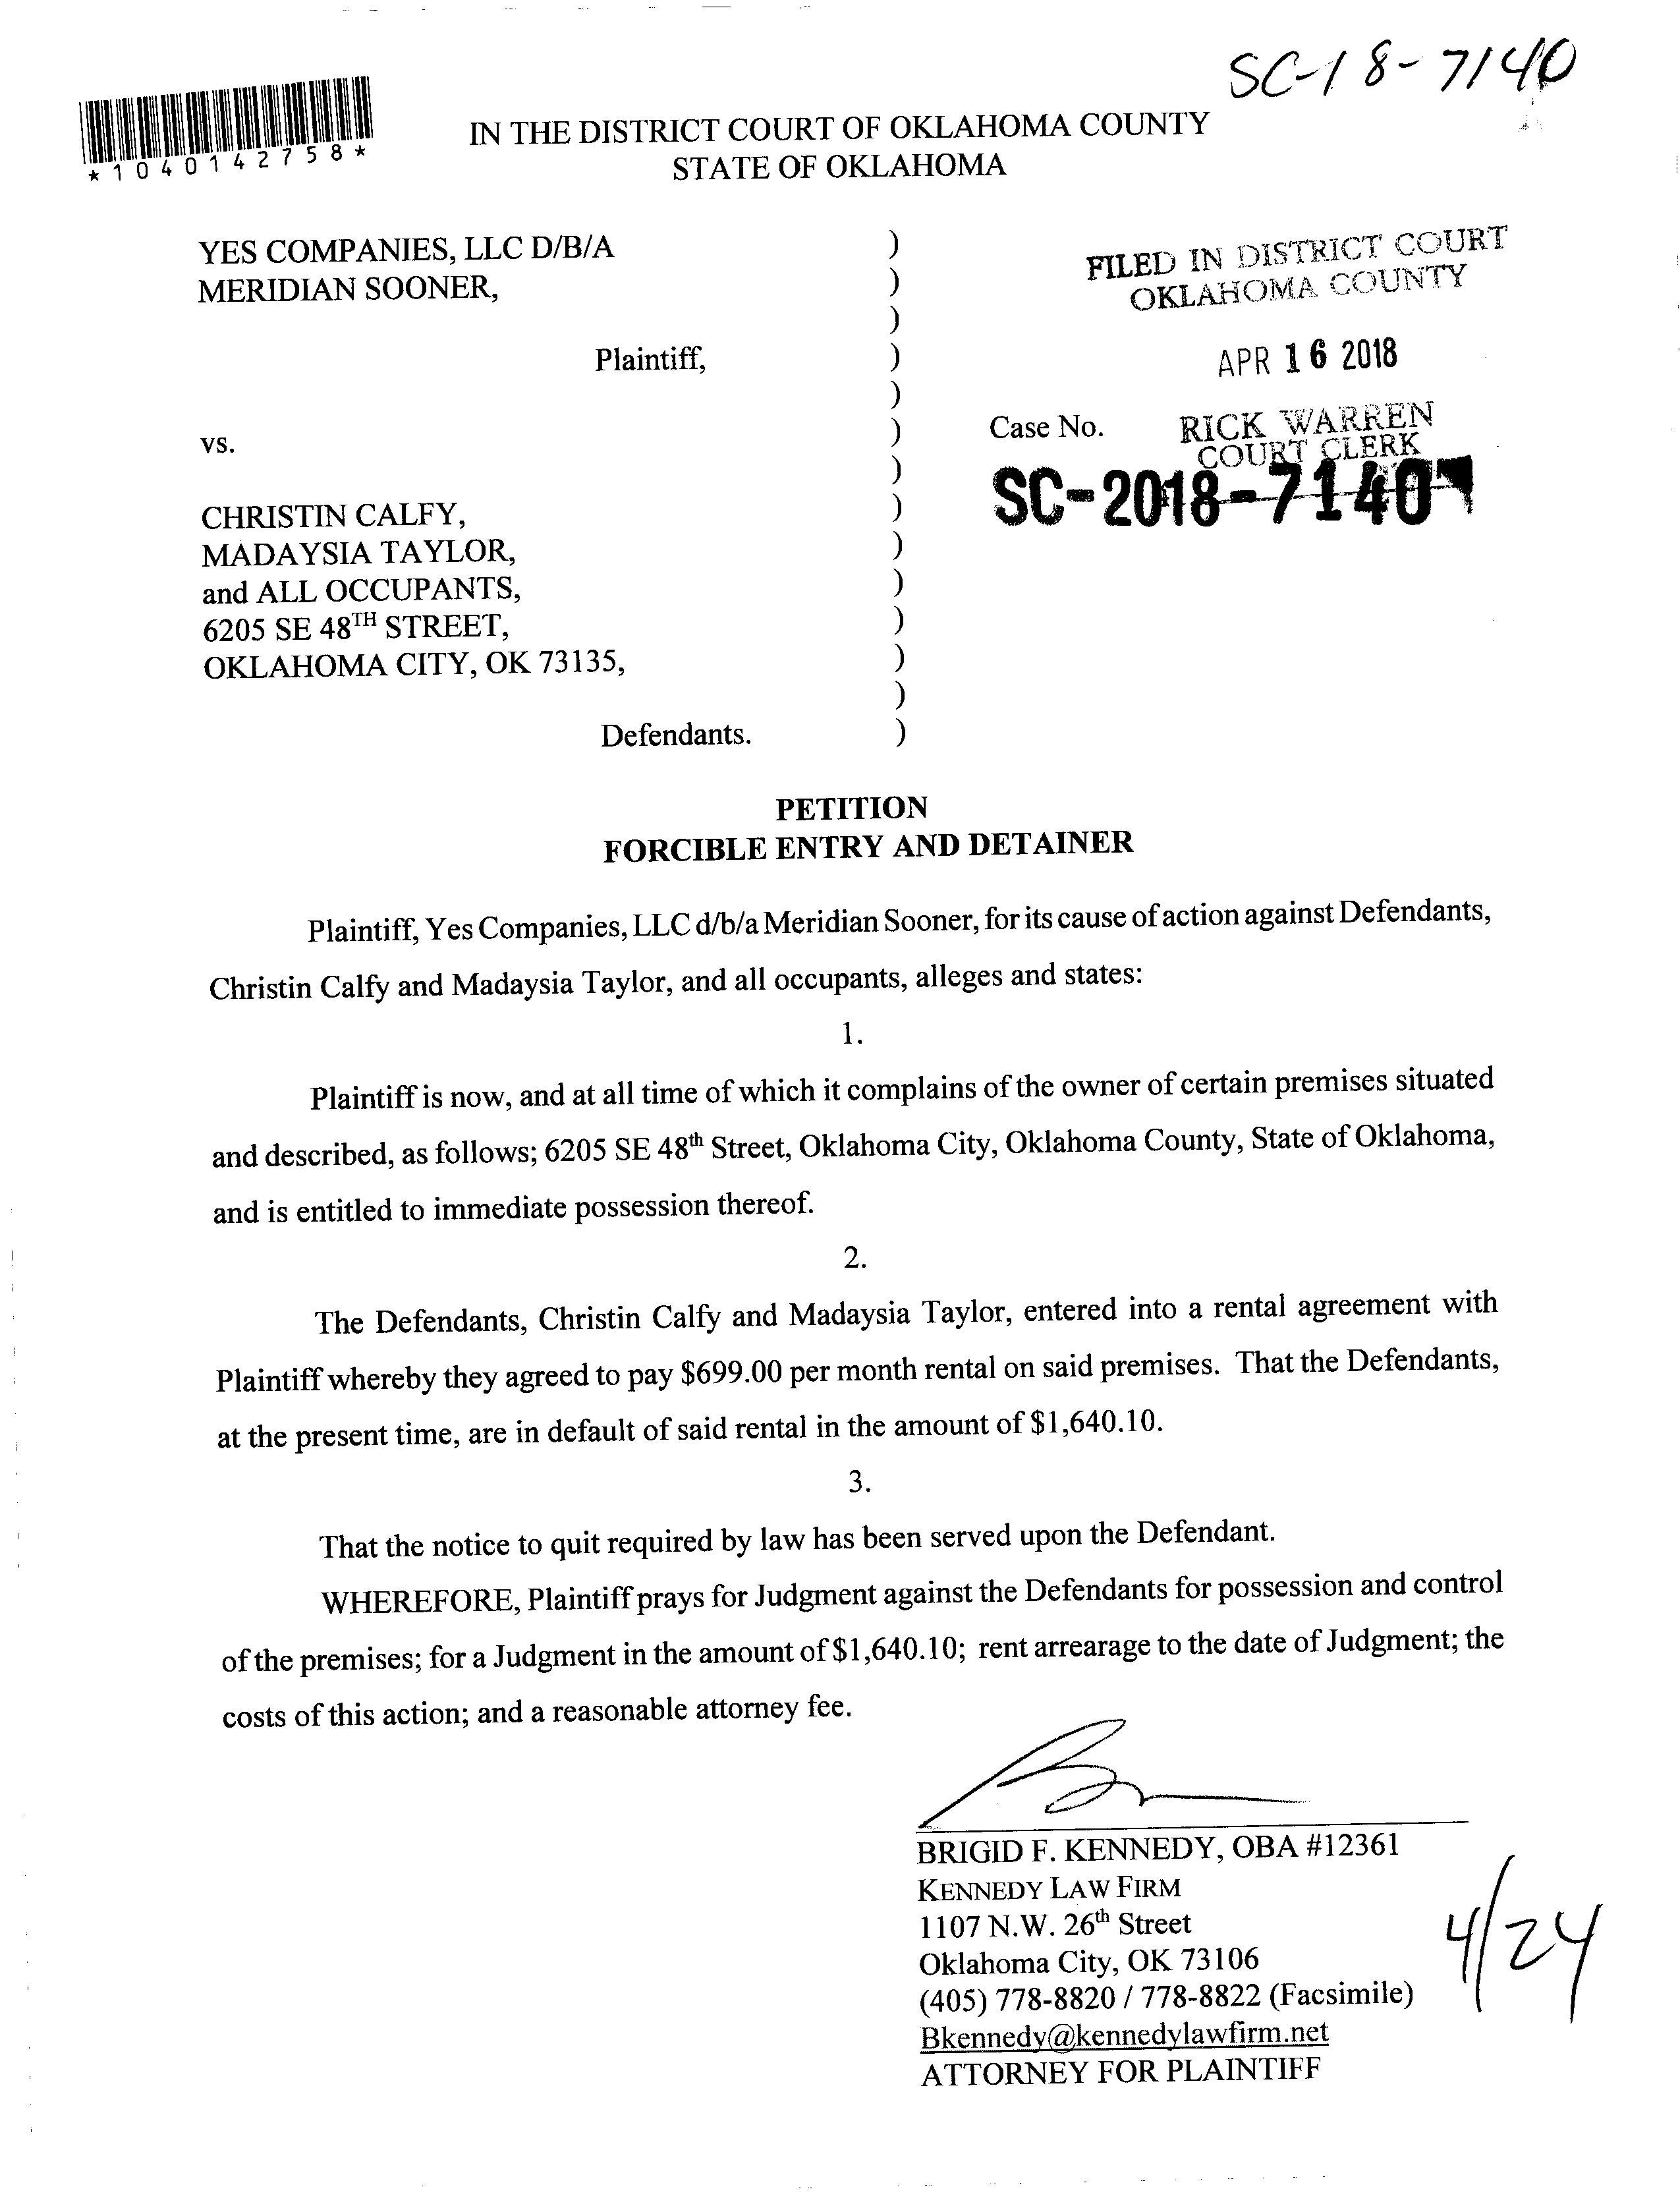 SC-18-7140
*1040142758*
IN THE DISTRICT COURT OF OKLAHOMA COUNTY
STATE OF OKLAHOMA
YES COMPANIES, LLC D/B/A )
MERIDIAN SOONER, )
)
Plaintiff, )
)
vs. )
)
CHRISTIN CALFY, )
MADAYSIA TAYLOR, )
and ALL OCCUPANTS, )
6205 SE 48TH STREET, )
OKLAHOMA CITY, OK 73135, )
)
Defendants. )
FILED IN DISTRICT COURT
OKLAHOMA COUNTY
APR 16 2018
Case No. RICK WARREN
COURT CLERK
SC-2018-7140
PETITION
FORCIBLE ENTRY AND DETAINER
Plaintiff, Yes Companies, LLC d/b/a Meridian Sooner, for its cause of action against Defendants,
Christin Calfy and Madaysia Taylor, and all occupants, alleges and states:
1.
Plaintiff is now, and at all time of which it complains of the owner of certain premises situated
and described, as follows; 6205 SE 48th Street, Oklahoma City, Oklahoma County, State of Oklahoma,
and is entitled to immediate possession thereof.
2.
The Defendants, Christin Calfy and Madaysia Taylor, entered into a rental agreement with
Plaintiff whereby they agreed to pay $699.00 per month rental on said premises. That the Defendants,
at the present time, are in default of said rental in the amount of $1,640.10.
3.
That the notice to quit required by law has been served upon the Defendant.
WHEREFORE, Plaintiff prays for Judgment against the Defendants for possession and control
of the premises; for a Judgment in the amount of $1,640.10; rent arrearage to the date of Judgment; the
costs of this action; and a reasonable attorney fee.
BRIGID F. KENNEDY, OBA #12361
KENNEDY LAW FIRM
1107 N.W. 26th Street
Oklahoma City, OK 73106
(405) 778-8820 / 778-8822 (Facsimile)
Bkennedy@kennedylawfirm.net
ATTORNEY FOR PLAINTIFF
4/24